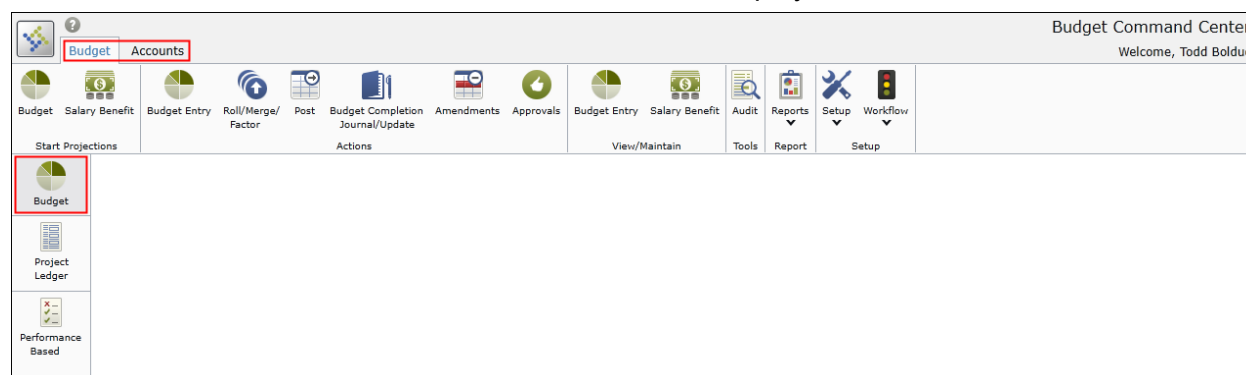 ?
Budget Command Center
Budget Accounts
Welcome, Todd Boldu
Budget Salary Benefit Budget Entry Roll/Merge/ Post Budget Completion Amendments Approvals Budget Entry Salary Benefit Audit Reports Setup Workflow
Factor Journal/Update
Start Projections Actions View/Maintain Tools Report Setup
Budget
Project
Ledger
Performance
Based